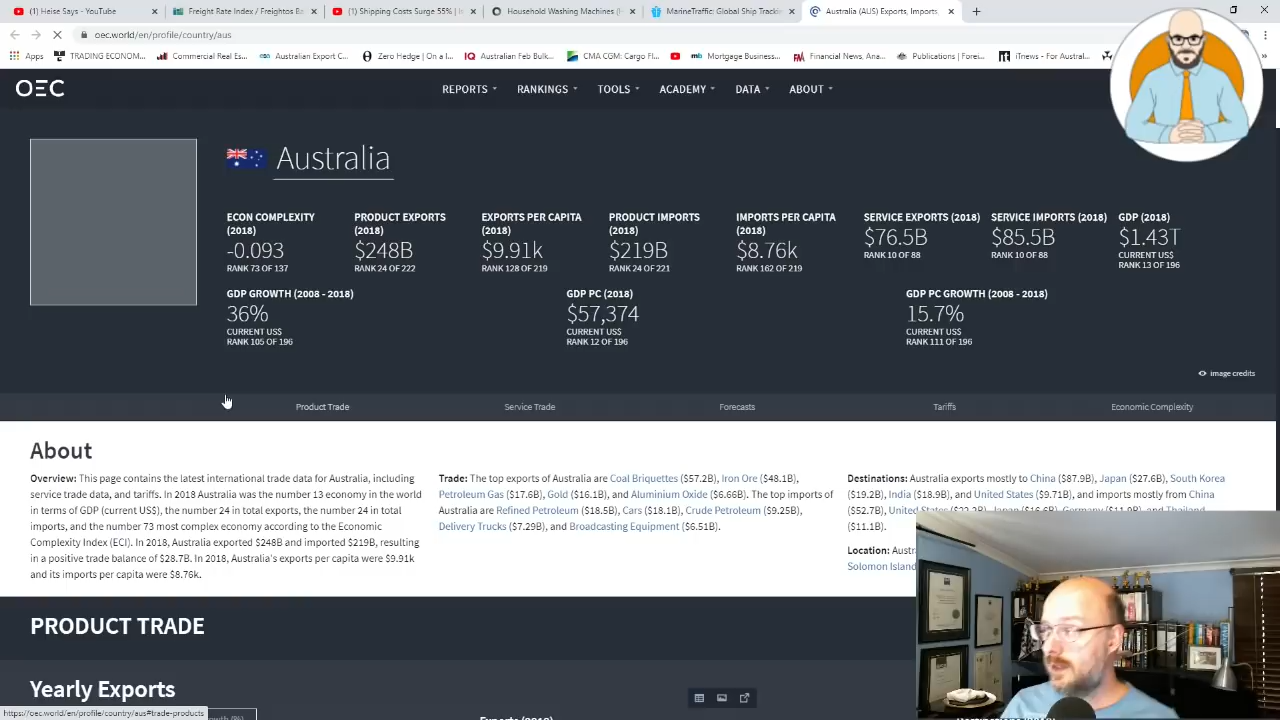 Heise Says - YouTube
Freight Rate Index / Freightos Ba
(1) Shipping Costs Surge 55% |
Household Washing Machines (H
MarineTraffic: Global Ship Trackin
Australia (AUS) Exports, Imports,
oec.world/en/profile/country/aus
Apps
TRADING ECONOM...
Commercial Real Es...
Australian Export C...
Zero Hedge | On a l...
Australian Feb Bulk...
CMA CGM: Cargo Fl...
Mortgage Business...
Financial News, Ana...
Publications | Forei...
iTnews - For Austral...
OEC
REPORTS
RANKINGS
TOOLS
ACADEMY
DATA
ABOUT
Australia
ECON COMPLEXITY (2018)
-0.093
RANK 73 OF 137
PRODUCT EXPORTS (2018)
$248B
RANK 24 OF 222
EXPORTS PER CAPITA (2018)
$9.91k
RANK 128 OF 219
PRODUCT IMPORTS (2018)
$219B
RANK 24 OF 221
IMPORTS PER CAPITA (2018)
$8.76k
RANK 162 OF 219
SERVICE EXPORTS (2018)
$76.5B
RANK 10 OF 88
SERVICE IMPORTS (2018)
$85.5B
RANK 10 OF 88
GDP (2018)
$1.43T
CURRENT US$
RANK 13 OF 196
GDP GROWTH (2008 - 2018)
36%
CURRENT US$
RANK 105 OF 196
GDP PC (2018)
$57,374
CURRENT US$
RANK 12 OF 196
GDP PC GROWTH (2008 - 2018)
15.7%
CURRENT US$
RANK 111 OF 196
image credits
Product Trade
Service Trade
Forecasts
Tariffs
Economic Complexity
About
Overview: This page contains the latest international trade data for Australia, including
service trade data, and tariffs. In 2018 Australia was the number 13 economy in the world
in terms of GDP (current US$), the number 24 in total exports, the number 24 in total
imports, and the number 73 most complex economy according to the Economic
Complexity Index (ECI). In 2018, Australia exported $248B and imported $219B, resulting
in a positive trade balance of $28.7B. In 2018, Australia's exports per capita were $9.91k
and its imports per capita were $8.76k.
Trade: The top exports of Australia are Coal Briquettes ($57.2B), Iron Ore ($48.1B),
Petroleum Gas ($17.6B), Gold ($16.1B), and Aluminium Oxide ($6.66B). The top imports of
Australia are Refined Petroleum ($18.5B), Cars ($18.1B), Crude Petroleum ($9.25B),
Delivery Trucks ($7.29B), and Broadcasting Equipment ($6.51B).
Destinations: Australia exports mostly to China ($87.9B), Japan ($27.6B), South Korea
($19.2B), India ($18.9B), and United States ($9.71B), and imports mostly from China
($52.7B), United States
($11.1B).
Location: Austr
Solomon Island
PRODUCT TRADE
Yearly Exports
https://oec.world/en/profile/country/aus#trade-products